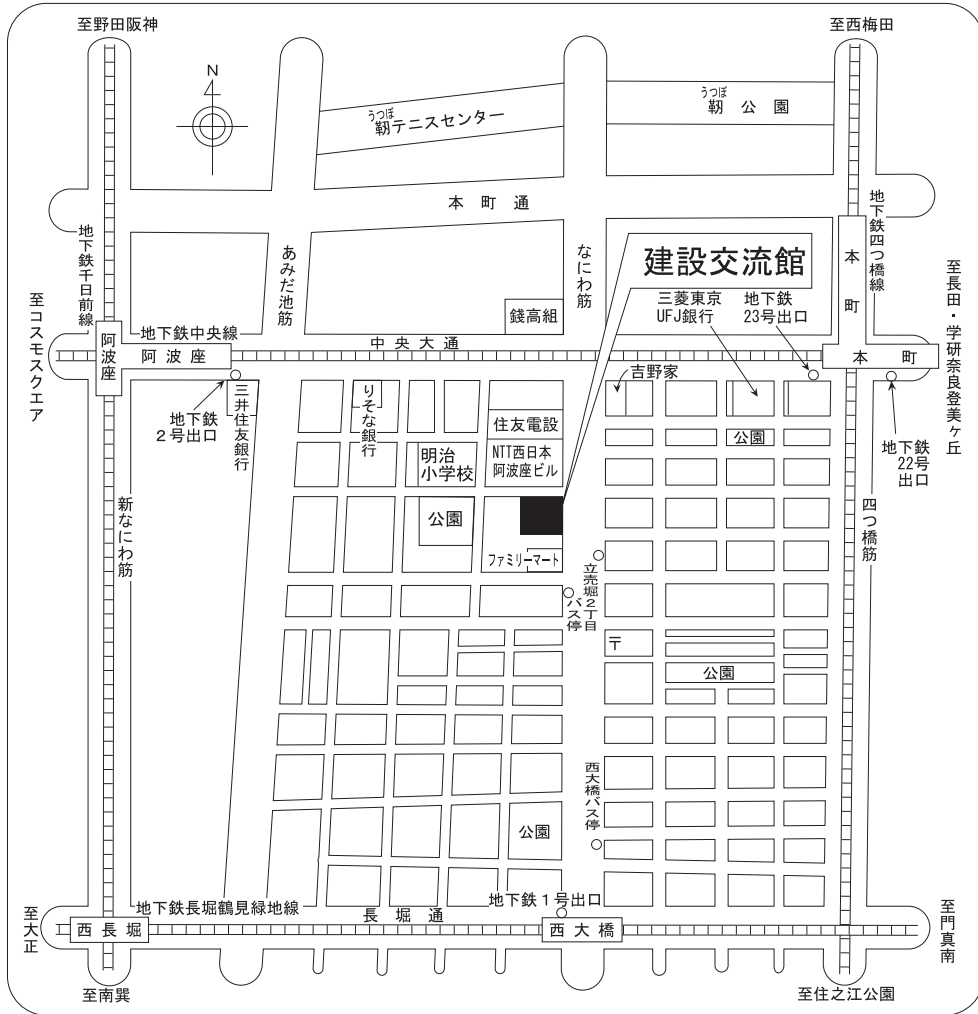 至野田阪神
至西梅田
N
うつぼ
靭テニスセンター
うつぼ
靭公園
本町通
地下鉄千日前線
あみだ池筋
なにわ筋
建設交流館
本町
地下鉄四つ橋線
至コスモスクエア
至長田・学研奈良登美ヶ丘
錢高組
三菱東京
UFJ銀行
地下鉄
23号出口
阿波座
地下鉄中央線
阿波座
中央大通
本町
地下鉄
2号出口
三井住友銀行
りそな銀行
吉野家
住友電設
公園
地下鉄
22号
出口
明治
小学校
NTT西日本
阿波座ビル
新なにわ筋
公園
四つ橋筋
ファミリーマート
立売堀2丁目
バス停
〒
公園
西大橋バス停
公園
地下鉄長堀鶴見緑地線
地下鉄1号出口
至大正
西長堀
長堀通
西大橋
至門真南
至南巽
至住之江公園